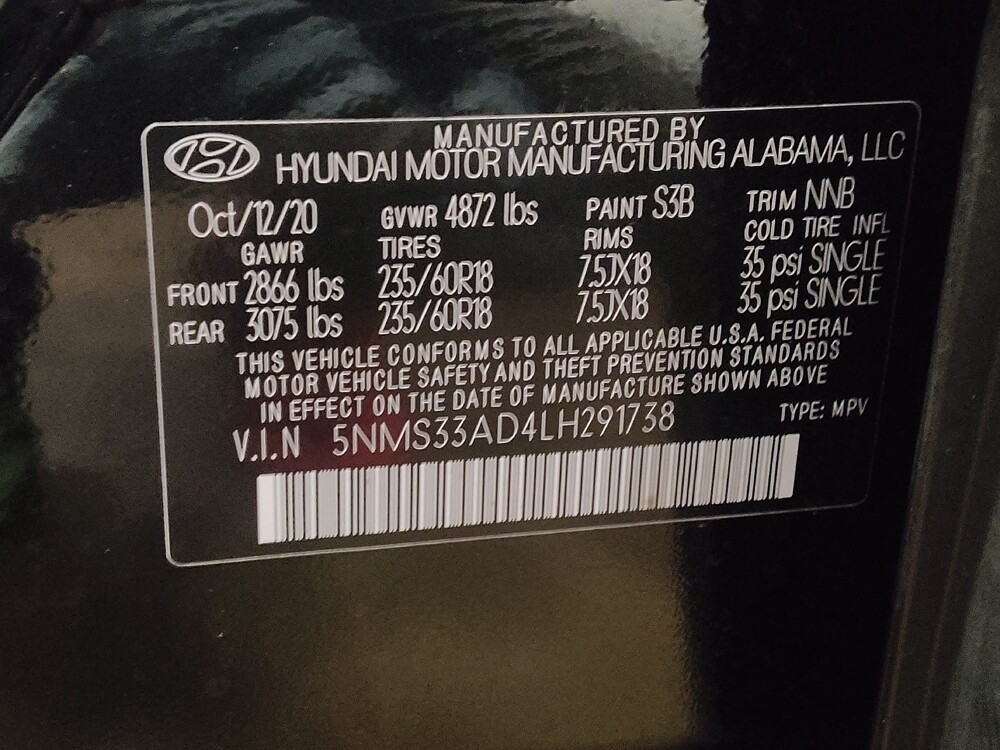 MANUFACTURED BY
HYUNDAI MOTOR MANUFACTURING ALABAMA, LLC
Oct/12/20 GVWR 4872 lbs PAINT S3B TRIM NNB
GAWR TIRES RIMS COLD TIRE INFL
FRONT 2866 lbs 235/60R18 7.5JX18 35 psi SINGLE
REAR 3075 lbs 235/60R18 7.5JX18 35 psi SINGLE
THIS VEHICLE CONFORMS TO ALL APPLICABLE U.S.A. FEDERAL
MOTOR VEHICLE SAFETY AND THEFT PREVENTION STANDARDS
IN EFFECT ON THE DATE OF MANUFACTURE SHOWN ABOVE
V.I.N 5NMS33AD4LH291738 TYPE: MPV